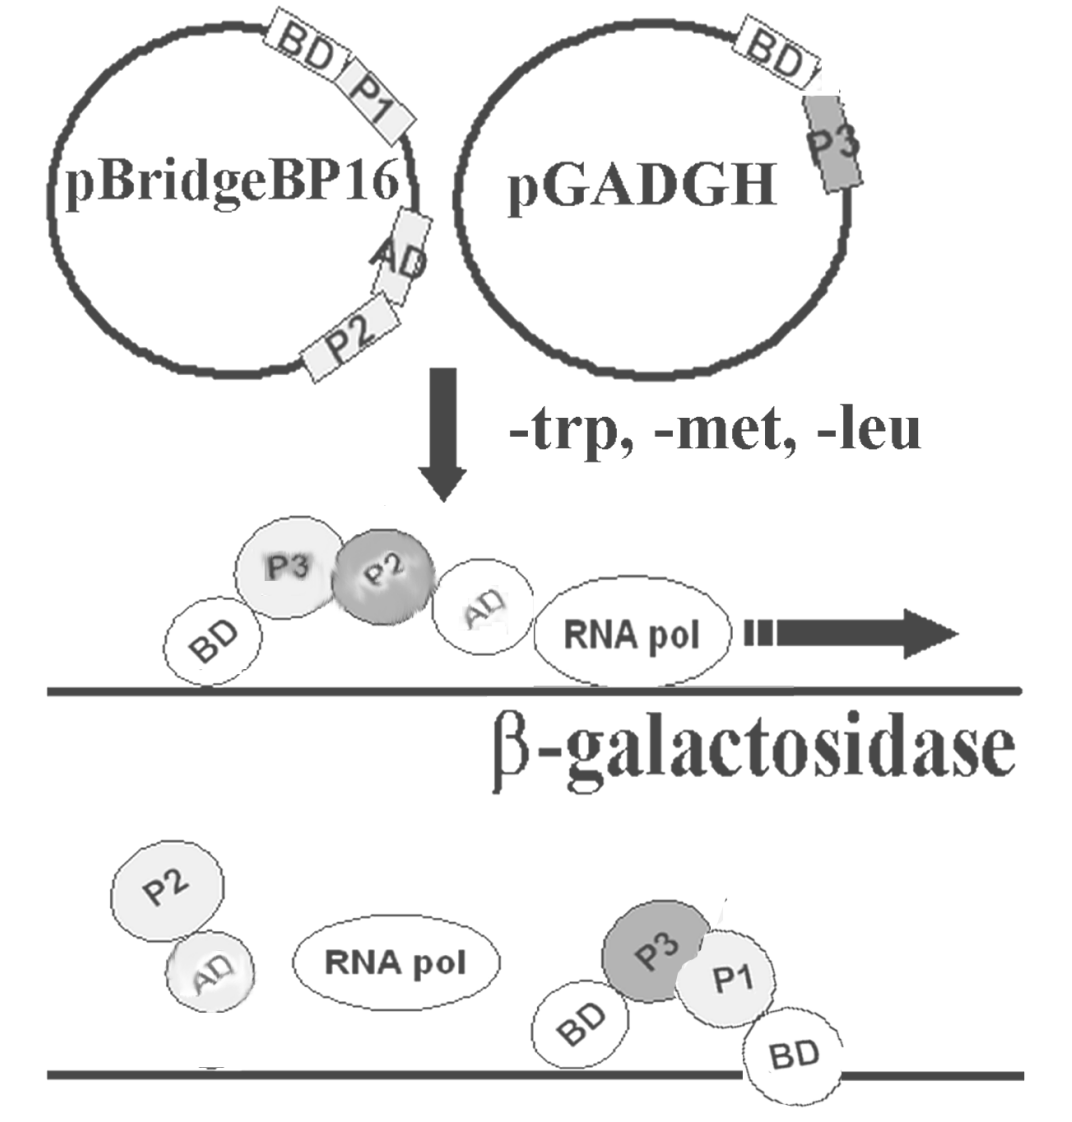 BD
P1
pBridgeBP16
AD
P2
BD
P3
pGADGH
-trp, -met, -leu
P3
P2
AD
BD
RNA pol
β-galactosidase
P2
AD
RNA pol
P3
P1
BD
BD